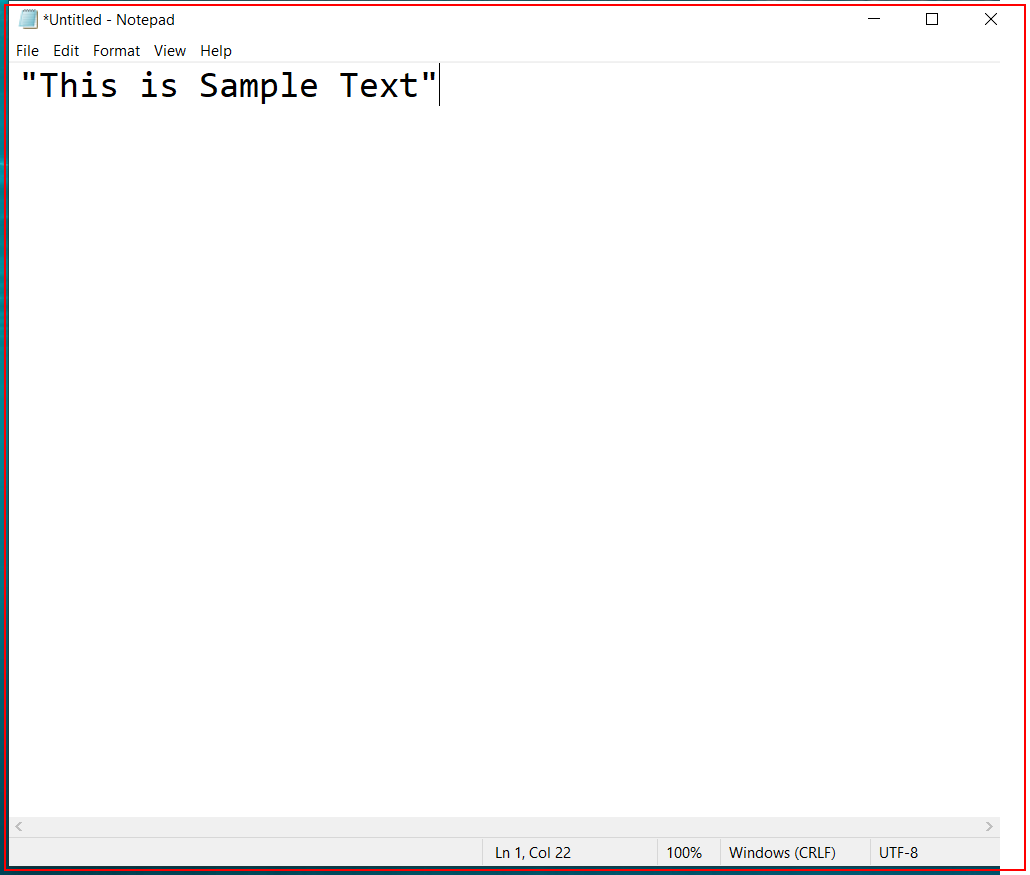 *Untitled - Notepad
File Edit Format View Help
"This is Sample Text"
Ln 1, Col 22 100% Windows (CRLF) UTF-8